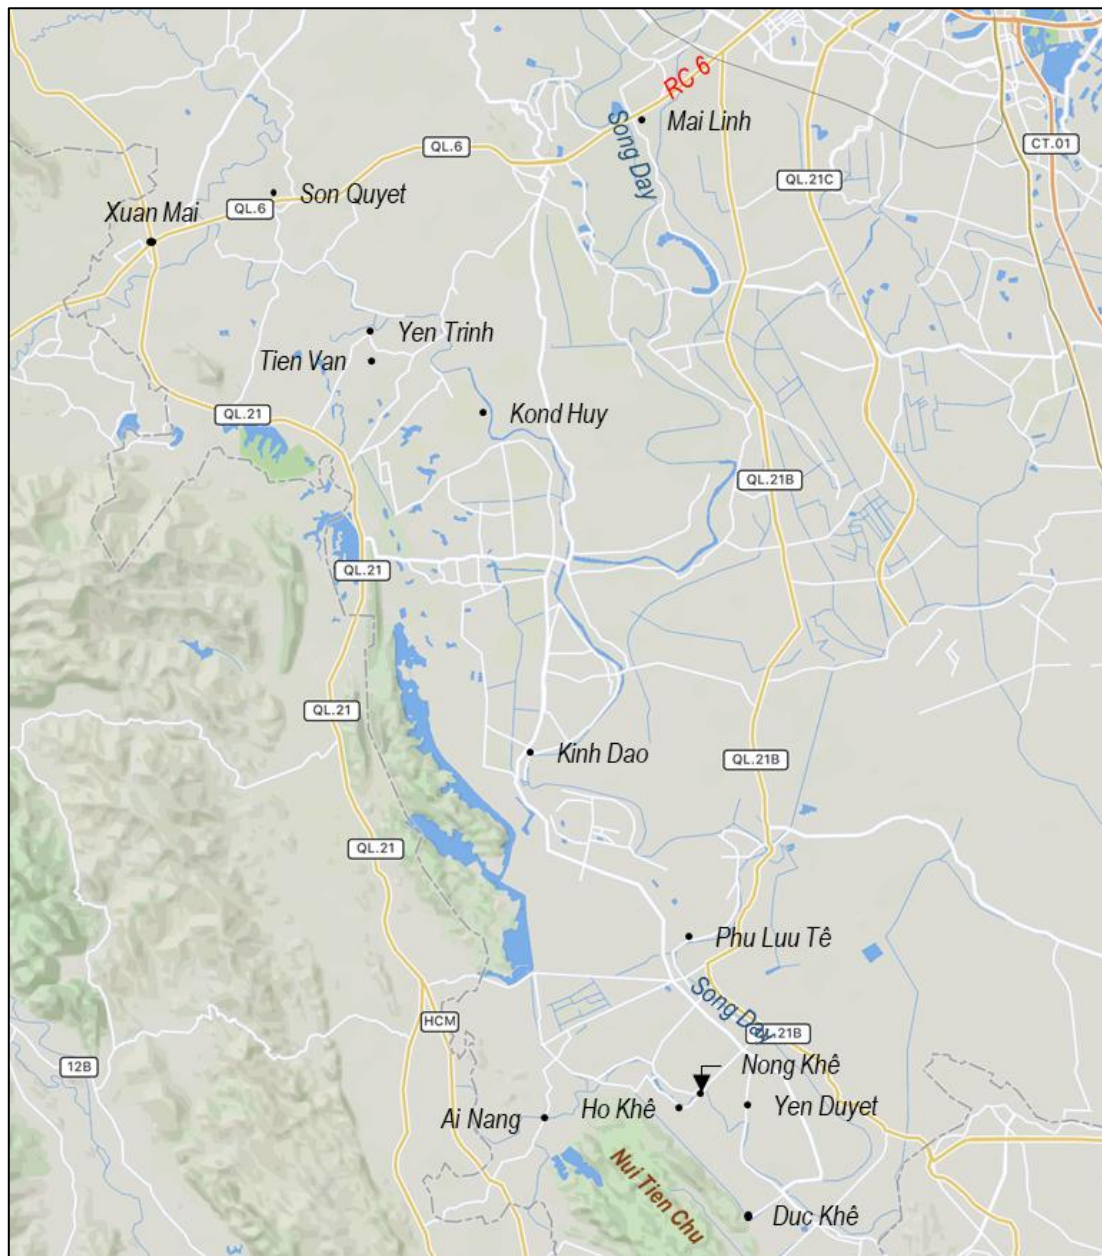 RC 6
Song Day
Mai Linh
CT.01
QL.6
QL.21C
Son Quyet
QL.6
Xuan Mai
Yen Trinh
Tien Van
QL.21
Kond Huy
QL.21B
QL.21
QL.21
Kinh Dao
QL.21B
QL.21
Phu Luu Tê
Song Day
HCM
QL.21B
12B
Nong Khê
Ho Khê
Yen Duyet
Ai Nang
Nui Tien Chu
Duc Khê